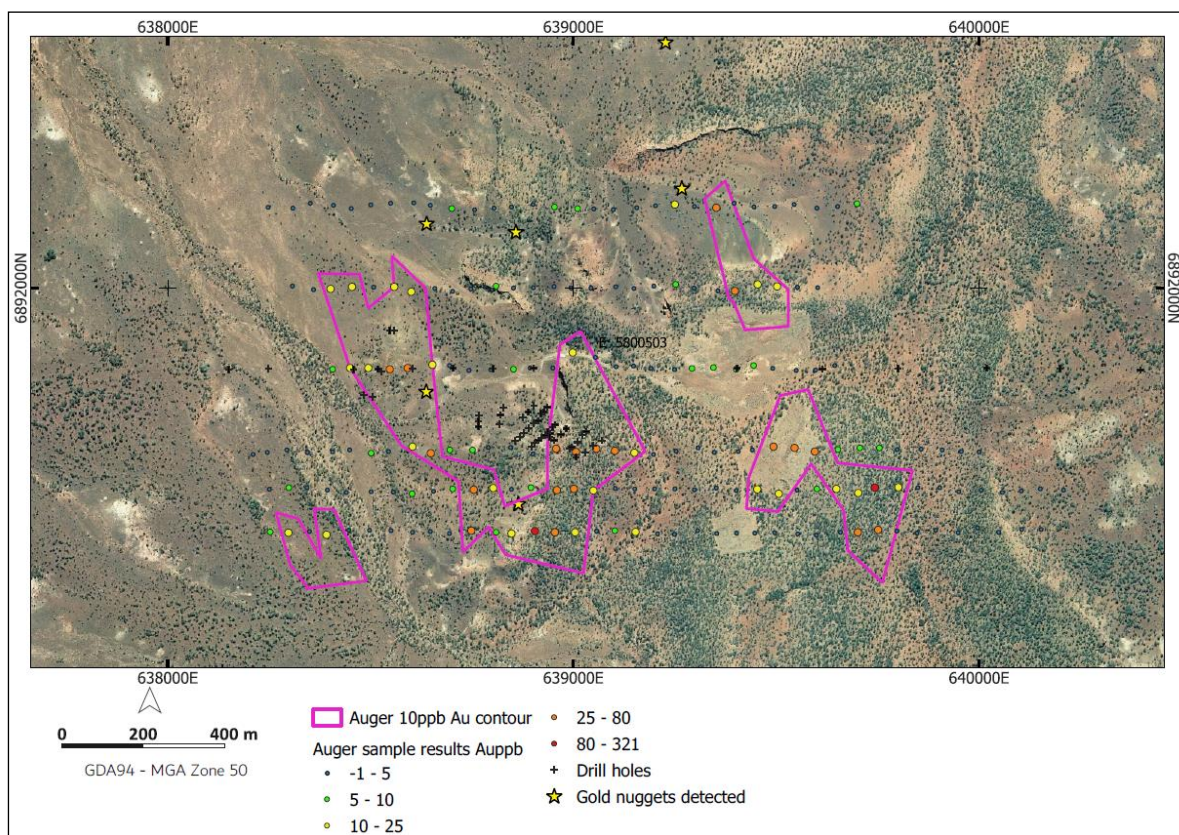 638000E
639000E
640000E
6892000N
6892000N
E 5800503
638000E
639000E
640000E
0
200
400 m
GDA94 - MGA Zone 50
Auger 10ppb Au contour
Auger sample results Auppb
-1 - 5
5 - 10
10 - 25
25 - 80
80 - 321
Drill holes
Gold nuggets detected